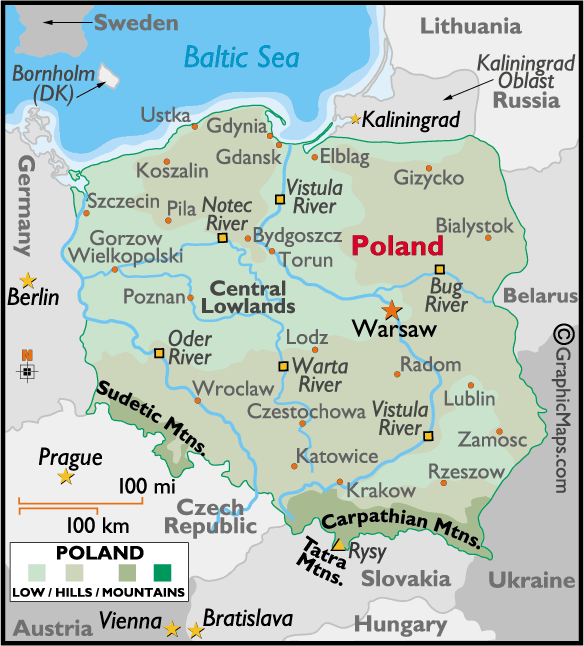 Sweden
Lithuania
Baltic Sea
Bornholm
(DK)
Kaliningrad
Oblast
Russia
Kaliningrad
Ustka
Gdynia
Gdansk
Elblag
Koszalin
Gizycko
Germany
Szczecin
Pila
Notec
River
Vistula
River
Bialystok
Gorzow
Wielkopolski
Bydgoszcz
Torun
Poland
Berlin
Poznan
Central
Lowlands
Bug
River
Belarus
Warsaw
Oder
River
Lodz
Warta
River
Radom
N
©GraphicMaps.com
Wroclaw
Lublin
Sudetic Mtns.
Czestochowa
Vistula
River
Zamosc
Prague
Katowice
Rzeszow
100 mi
100 km
Krakow
Czech
Republic
Carpathian Mtns.
Tatra
Mtns.
Rysy
POLAND
LOW / HILLS / MOUNTAINS
Slovakia
Ukraine
Austria
Vienna
Bratislava
Hungary